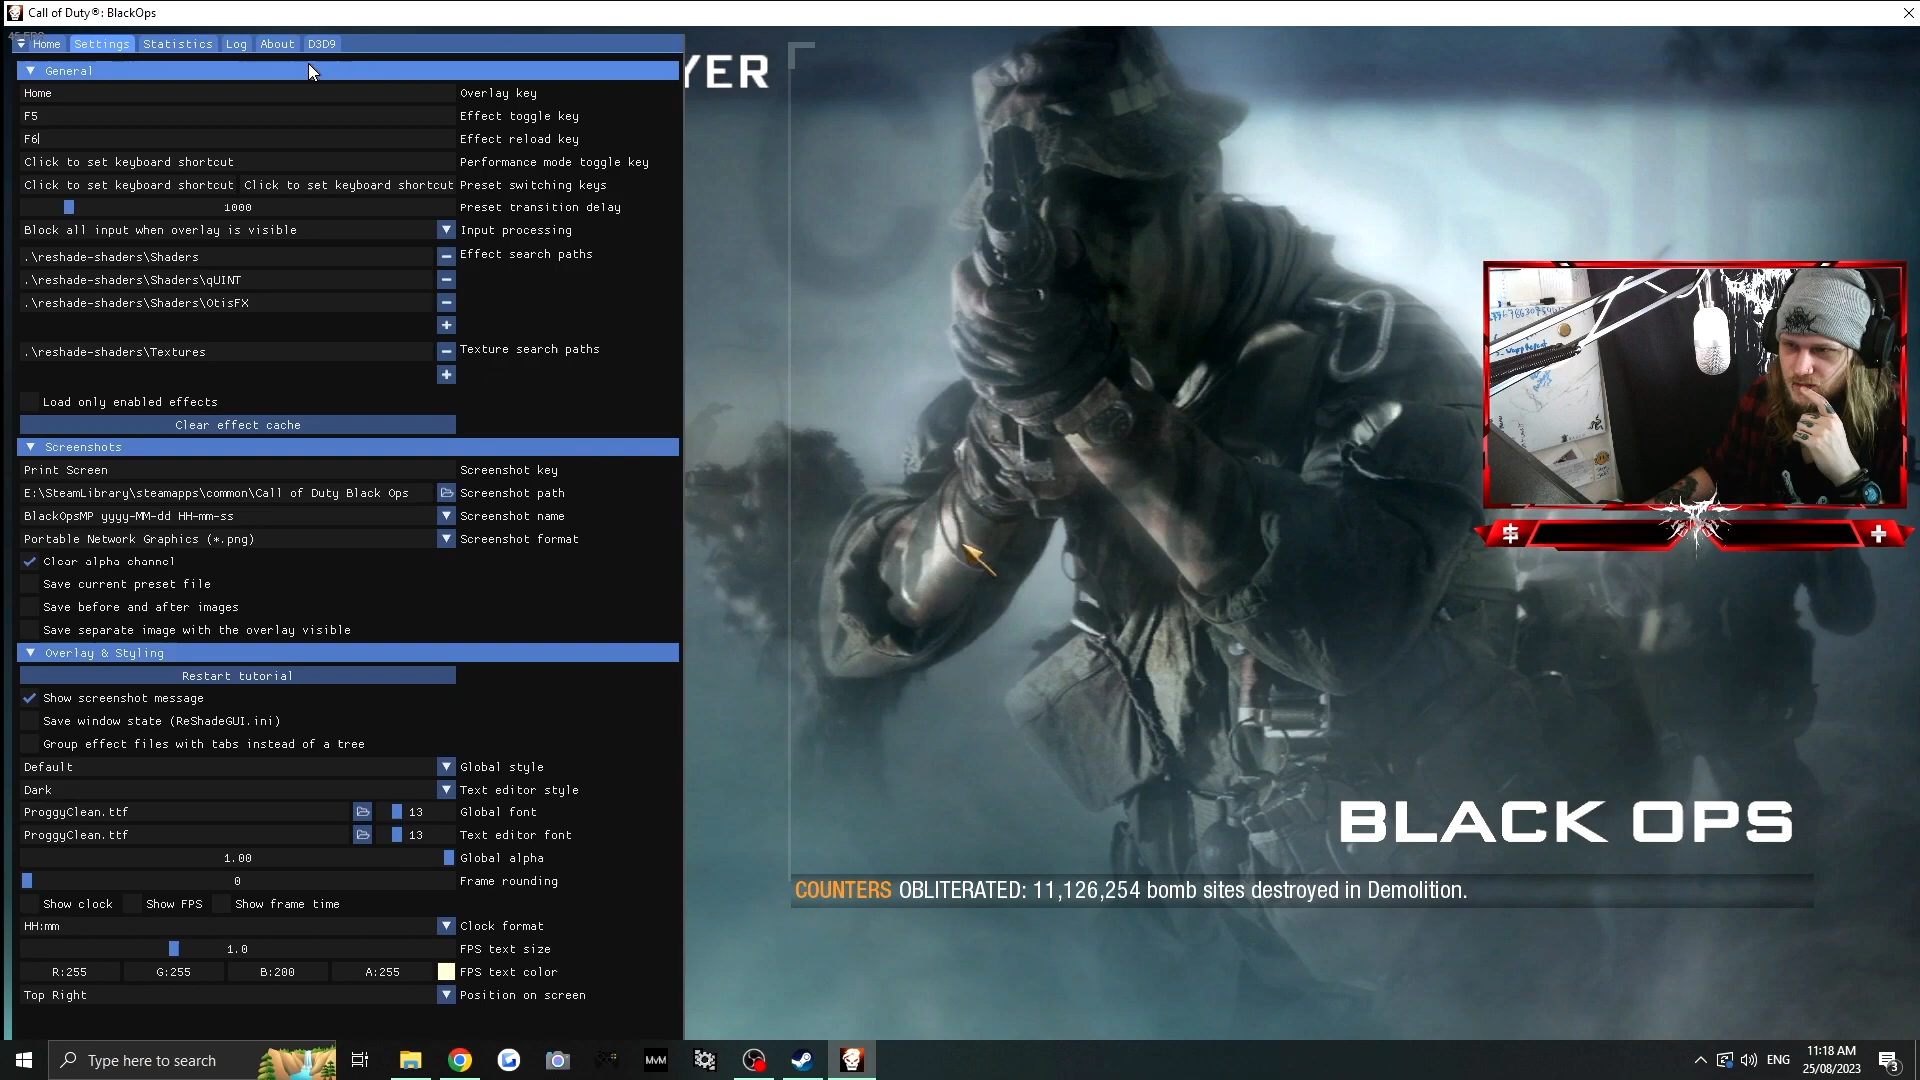 Call of Duty®: BlackOps
45 FPS
Home Settings Statistics Log About D3D9
General
Home Overlay key
F5 Effect toggle key
F6 Effect reload key
Click to set keyboard shortcut Performance mode toggle key
Click to set keyboard shortcut Click to set keyboard shortcut Preset switching keys
1000 Preset transition delay
Block all input when overlay is visible Input processing
.\reshade-shaders\Shaders Effect search paths
.\reshade-shaders\Shaders\qUINT
.\reshade-shaders\Shaders\OtisFX
.\reshade-shaders\Textures Texture search paths
Load only enabled effects
Clear effect cache
Screenshots
Print Screen Screenshot key
E:\SteamLibrary\steamapps\common\Call of Duty Black Ops Screenshot path
BlackOpsMP yyyy-MM-dd HH-mm-ss Screenshot name
Portable Network Graphics (*.png) Screenshot format
Clear alpha channel
Save current preset file
Save before and after images
Save separate image with the overlay visible
Overlay & Styling
Restart tutorial
Show screenshot message
Save window state (ReShadeGUI.ini)
Group effect files with tabs instead of a tree
Default Global style
Dark Text editor style
ProggyClean.ttf 13 Global font
ProggyClean.ttf 13 Text editor font
1.00 Global alpha
0 Frame rounding
Show clock Show FPS Show frame time
HH:mm Clock format
1.0 FPS text size
R:255 G:255 B:200 A:255 FPS text color
Top Right Position on screen
YER
BLACK OPS
COUNTERS OBLITERATED: 11,126,254 bomb sites destroyed in Demolition.
Type here to search
MvM
ENG
11:18 AM
25/08/2023
3